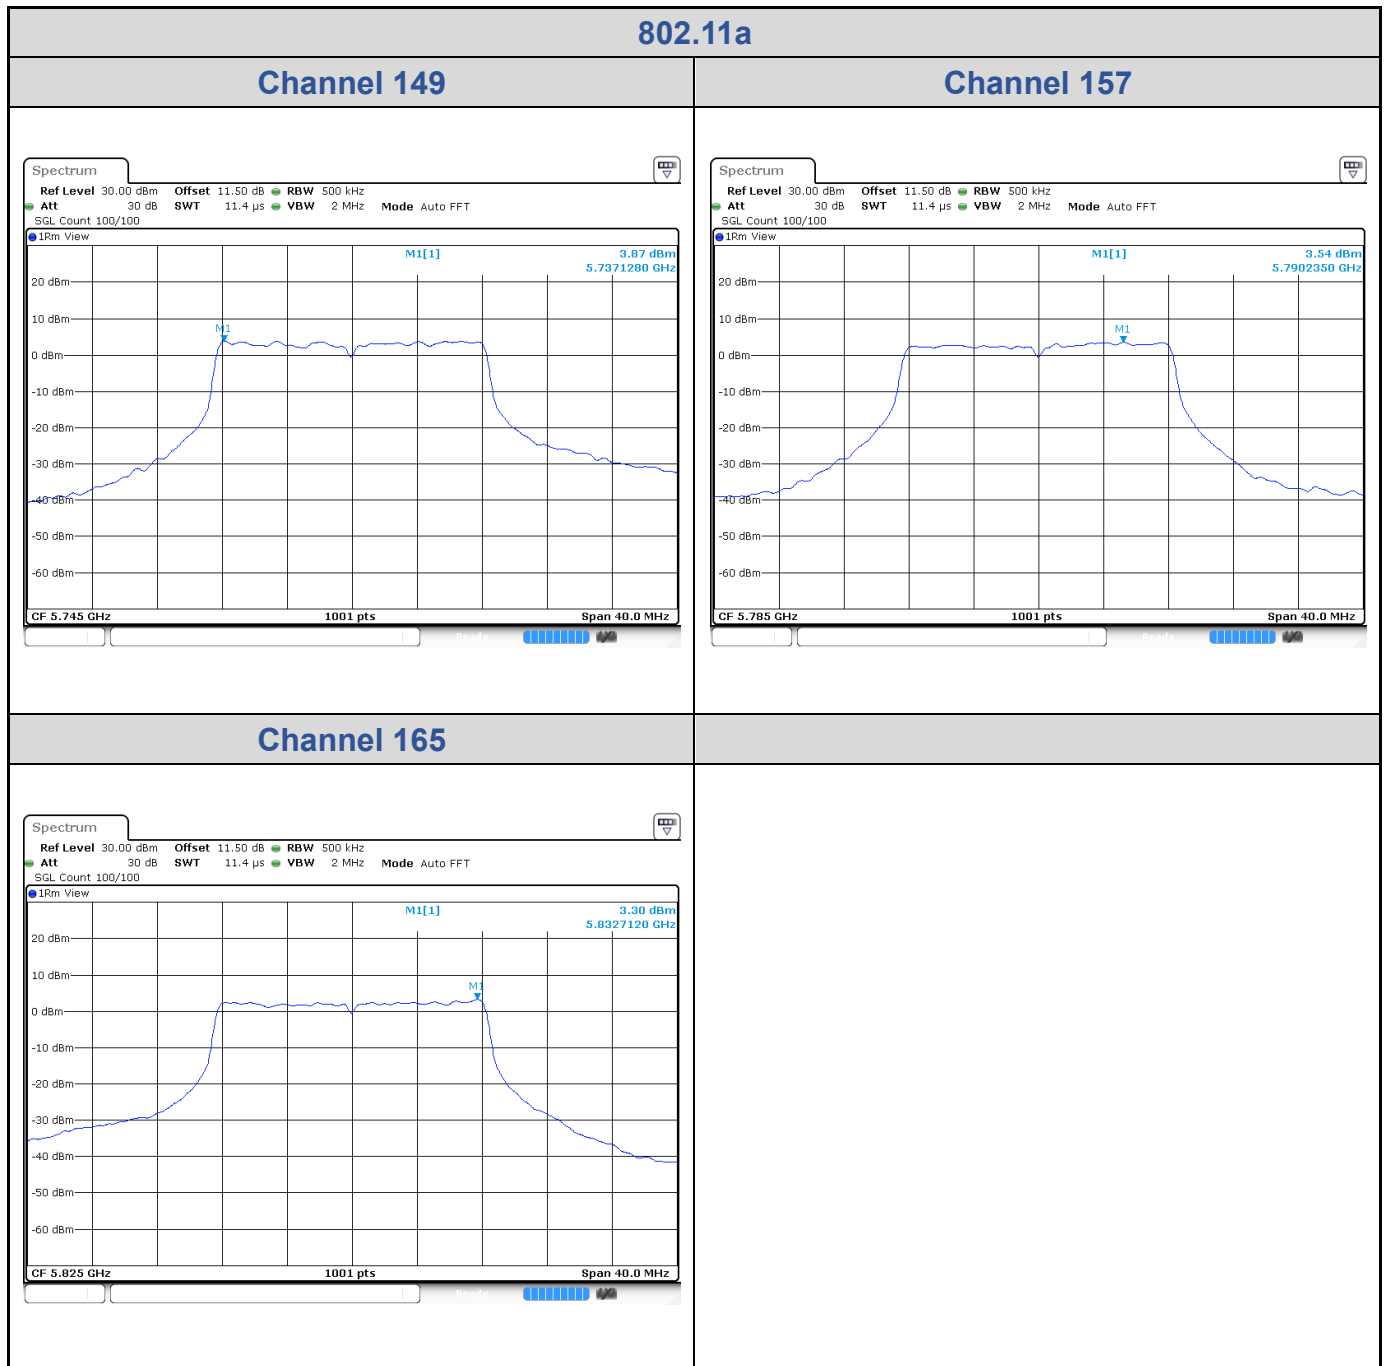 802.11a
Channel 149
Channel 157
Spectrum
Ref Level 30.00 dBm Offset 11.50 dB RBW 500 kHz
Att 30 dB SWT 11.4 µs VBW 2 MHz Mode Auto FFT
SGL Count 100/100
1Rm View
M1[1] 3.87 dBm
5.7371280 GHz
20 dBm
10 dBm
M1
0 dBm
-10 dBm
-20 dBm
-30 dBm
-40 dBm
-50 dBm
-60 dBm
CF 5.745 GHz 1001 pts Span 40.0 MHz
Ready
Spectrum
Ref Level 30.00 dBm Offset 11.50 dB RBW 500 kHz
Att 30 dB SWT 11.4 µs VBW 2 MHz Mode Auto FFT
SGL Count 100/100
1Rm View
M1[1] 3.54 dBm
5.7902350 GHz
20 dBm
10 dBm
M1
0 dBm
-10 dBm
-20 dBm
-30 dBm
-40 dBm
-50 dBm
-60 dBm
CF 5.785 GHz 1001 pts Span 40.0 MHz
Ready
Channel 165
Spectrum
Ref Level 30.00 dBm Offset 11.50 dB RBW 500 kHz
Att 30 dB SWT 11.4 µs VBW 2 MHz Mode Auto FFT
SGL Count 100/100
1Rm View
M1[1] 3.30 dBm
5.8327120 GHz
20 dBm
10 dBm
M1
0 dBm
-10 dBm
-20 dBm
-30 dBm
-40 dBm
-50 dBm
-60 dBm
CF 5.825 GHz 1001 pts Span 40.0 MHz
Ready